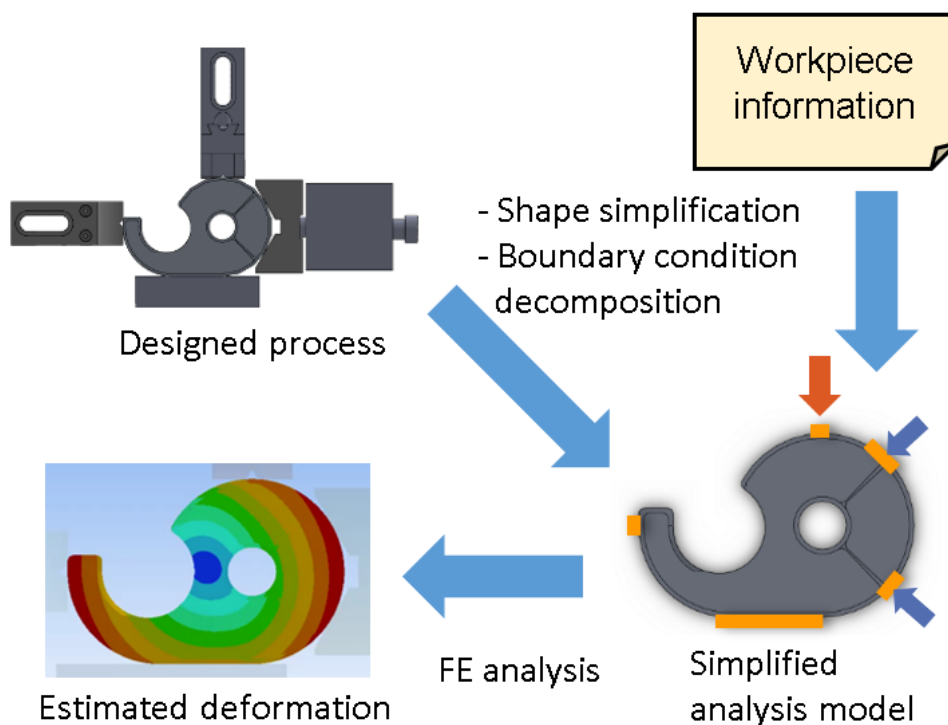 Workpiece
information
- Shape simplification
- Boundary condition
decomposition
Designed process
FE analysis
Simplified
analysis model
Estimated deformation